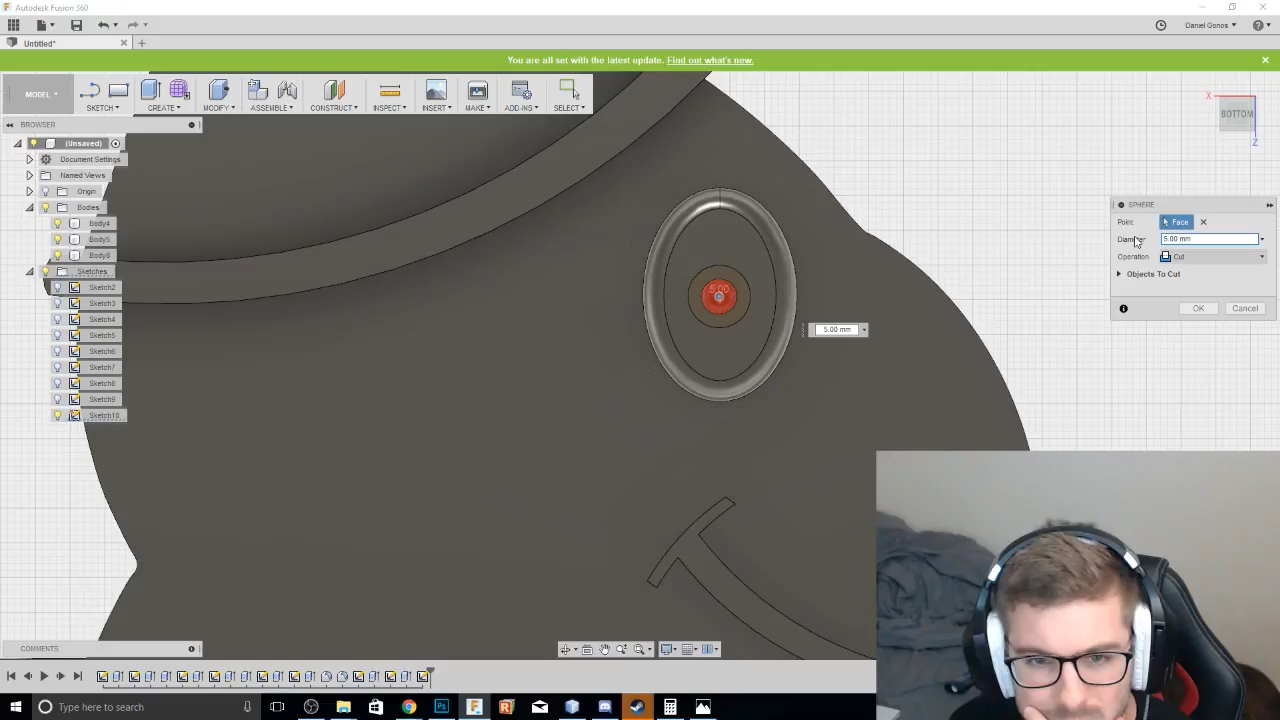 Autodesk Fusion 360
Daniel Gonos
Untitled*
You are all set with the latest update. Find out what's new.
MODEL
SKETCH
CREATE
MODIFY
ASSEMBLE
CONSTRUCT
INSPECT
INSERT
MAKE
ADD-INS
SELECT
BROWSER
(Unsaved)
Document Settings
Named Views
Origin
Bodies
Body4
Body5
Body6
Sketches
Sketch2
Sketch3
Sketch4
Sketch5
Sketch6
Sketch7
Sketch8
Sketch9
Sketch10
X
BOTTOM
Z
5.00
5.00 mm
SPHERE
Point Face
Diameter 5.00 mm
Operation Cut
Objects To Cut
OK Cancel
COMMENTS
Type here to search